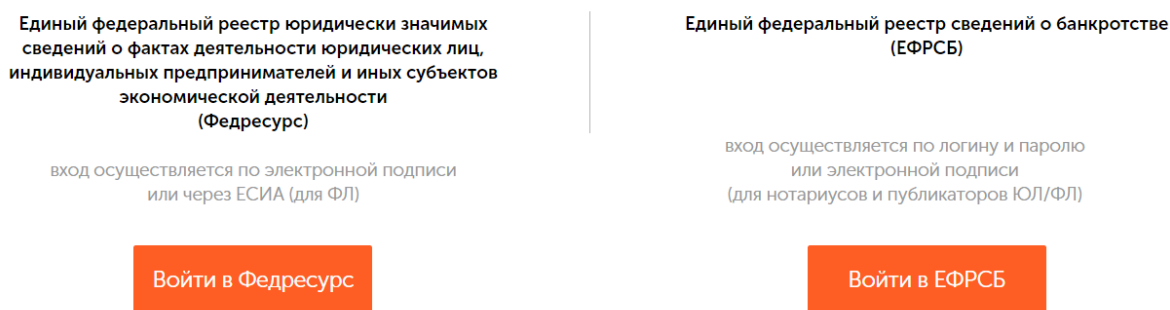 Единый федеральный реестр юридически значимых
сведений о фактах деятельности юридических лиц,
индивидуальных предпринимателей и иных субъектов
экономической деятельности
(Федресурс)
вход осуществляется по электронной подписи
или через ЕСИА (для ФЛ)
Войти в Федресурс
Единый федеральный реестр сведений о банкротстве
(ЕФРСБ)
вход осуществляется по логину и паролю
или электронной подписи
(для нотариусов и публикаторов ЮЛ/ФЛ)
Войти в ЕФРСБ